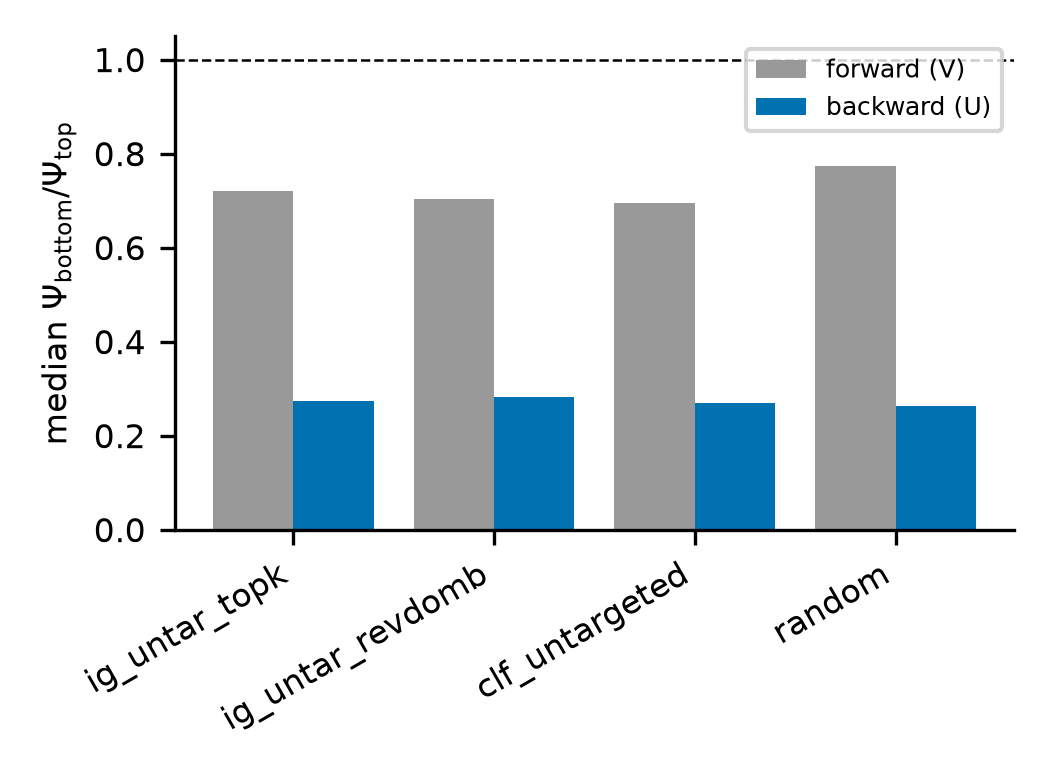 median Ψbottom/Ψtop
1.0
0.8
0.6
0.4
0.2
0.0
forward (V)
backward (U)
ig_untar_topk
ig_untar_revdomb
clf_untargeted
random